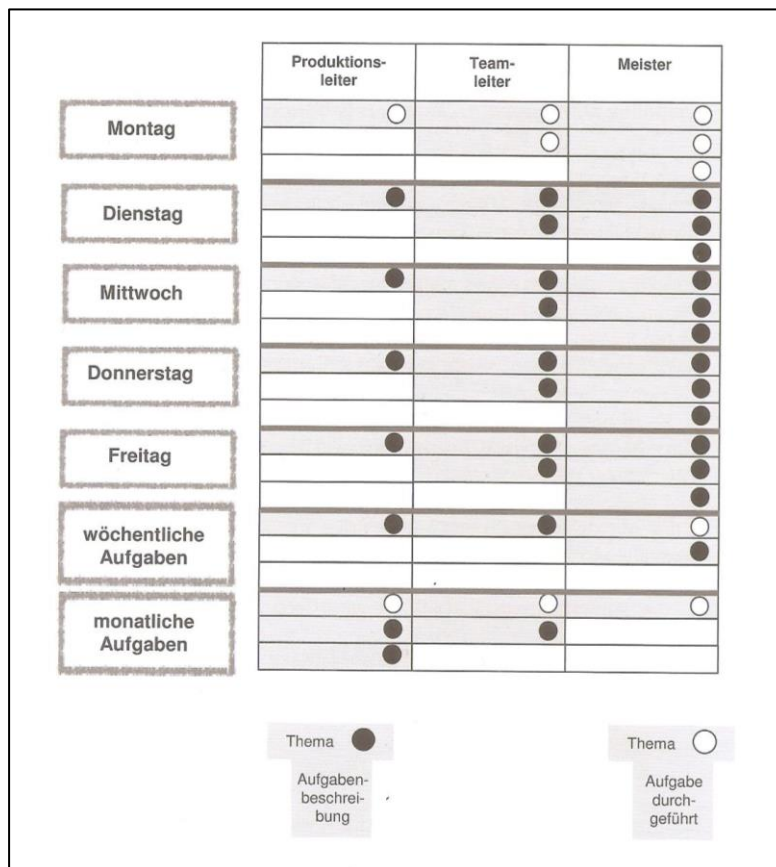 Produktions-
leiter
Team-
leiter
Meister
Montag
Dienstag
Mittwoch
Donnerstag
Freitag
wöchentliche
Aufgaben
monatliche
Aufgaben
Thema
Aufgaben-
beschrei-
bung
Thema
Aufgabe
durch-
geführt